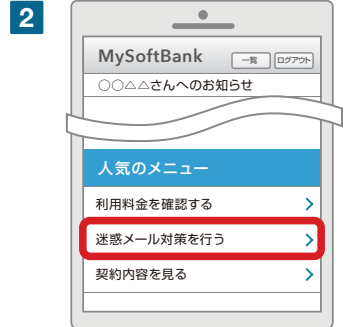 2
MySoftBank 一覧 ログアウト
○○△△さんへのお知らせ
人気のメニュー
利用料金を確認する
迷惑メール対策を行う
契約内容を見る